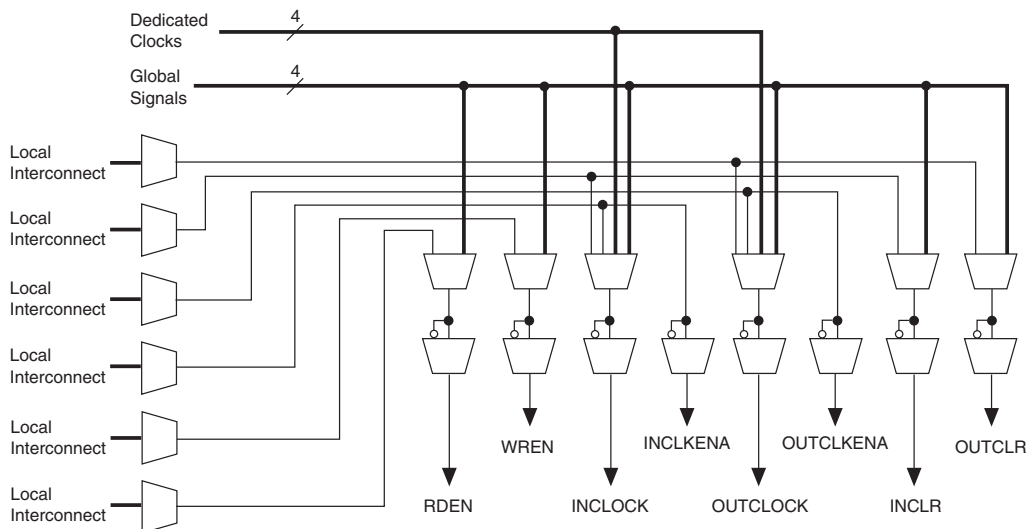 Dedicated
Clocks
4
Global
Signals
4
Local
Interconnect
Local
Interconnect
Local
Interconnect
Local
Interconnect
Local
Interconnect
Local
Interconnect
WREN
INCLKENA
OUTCLKENA
OUTCLR
RDEN
INCLOCK
OUTCLOCK
INCLR